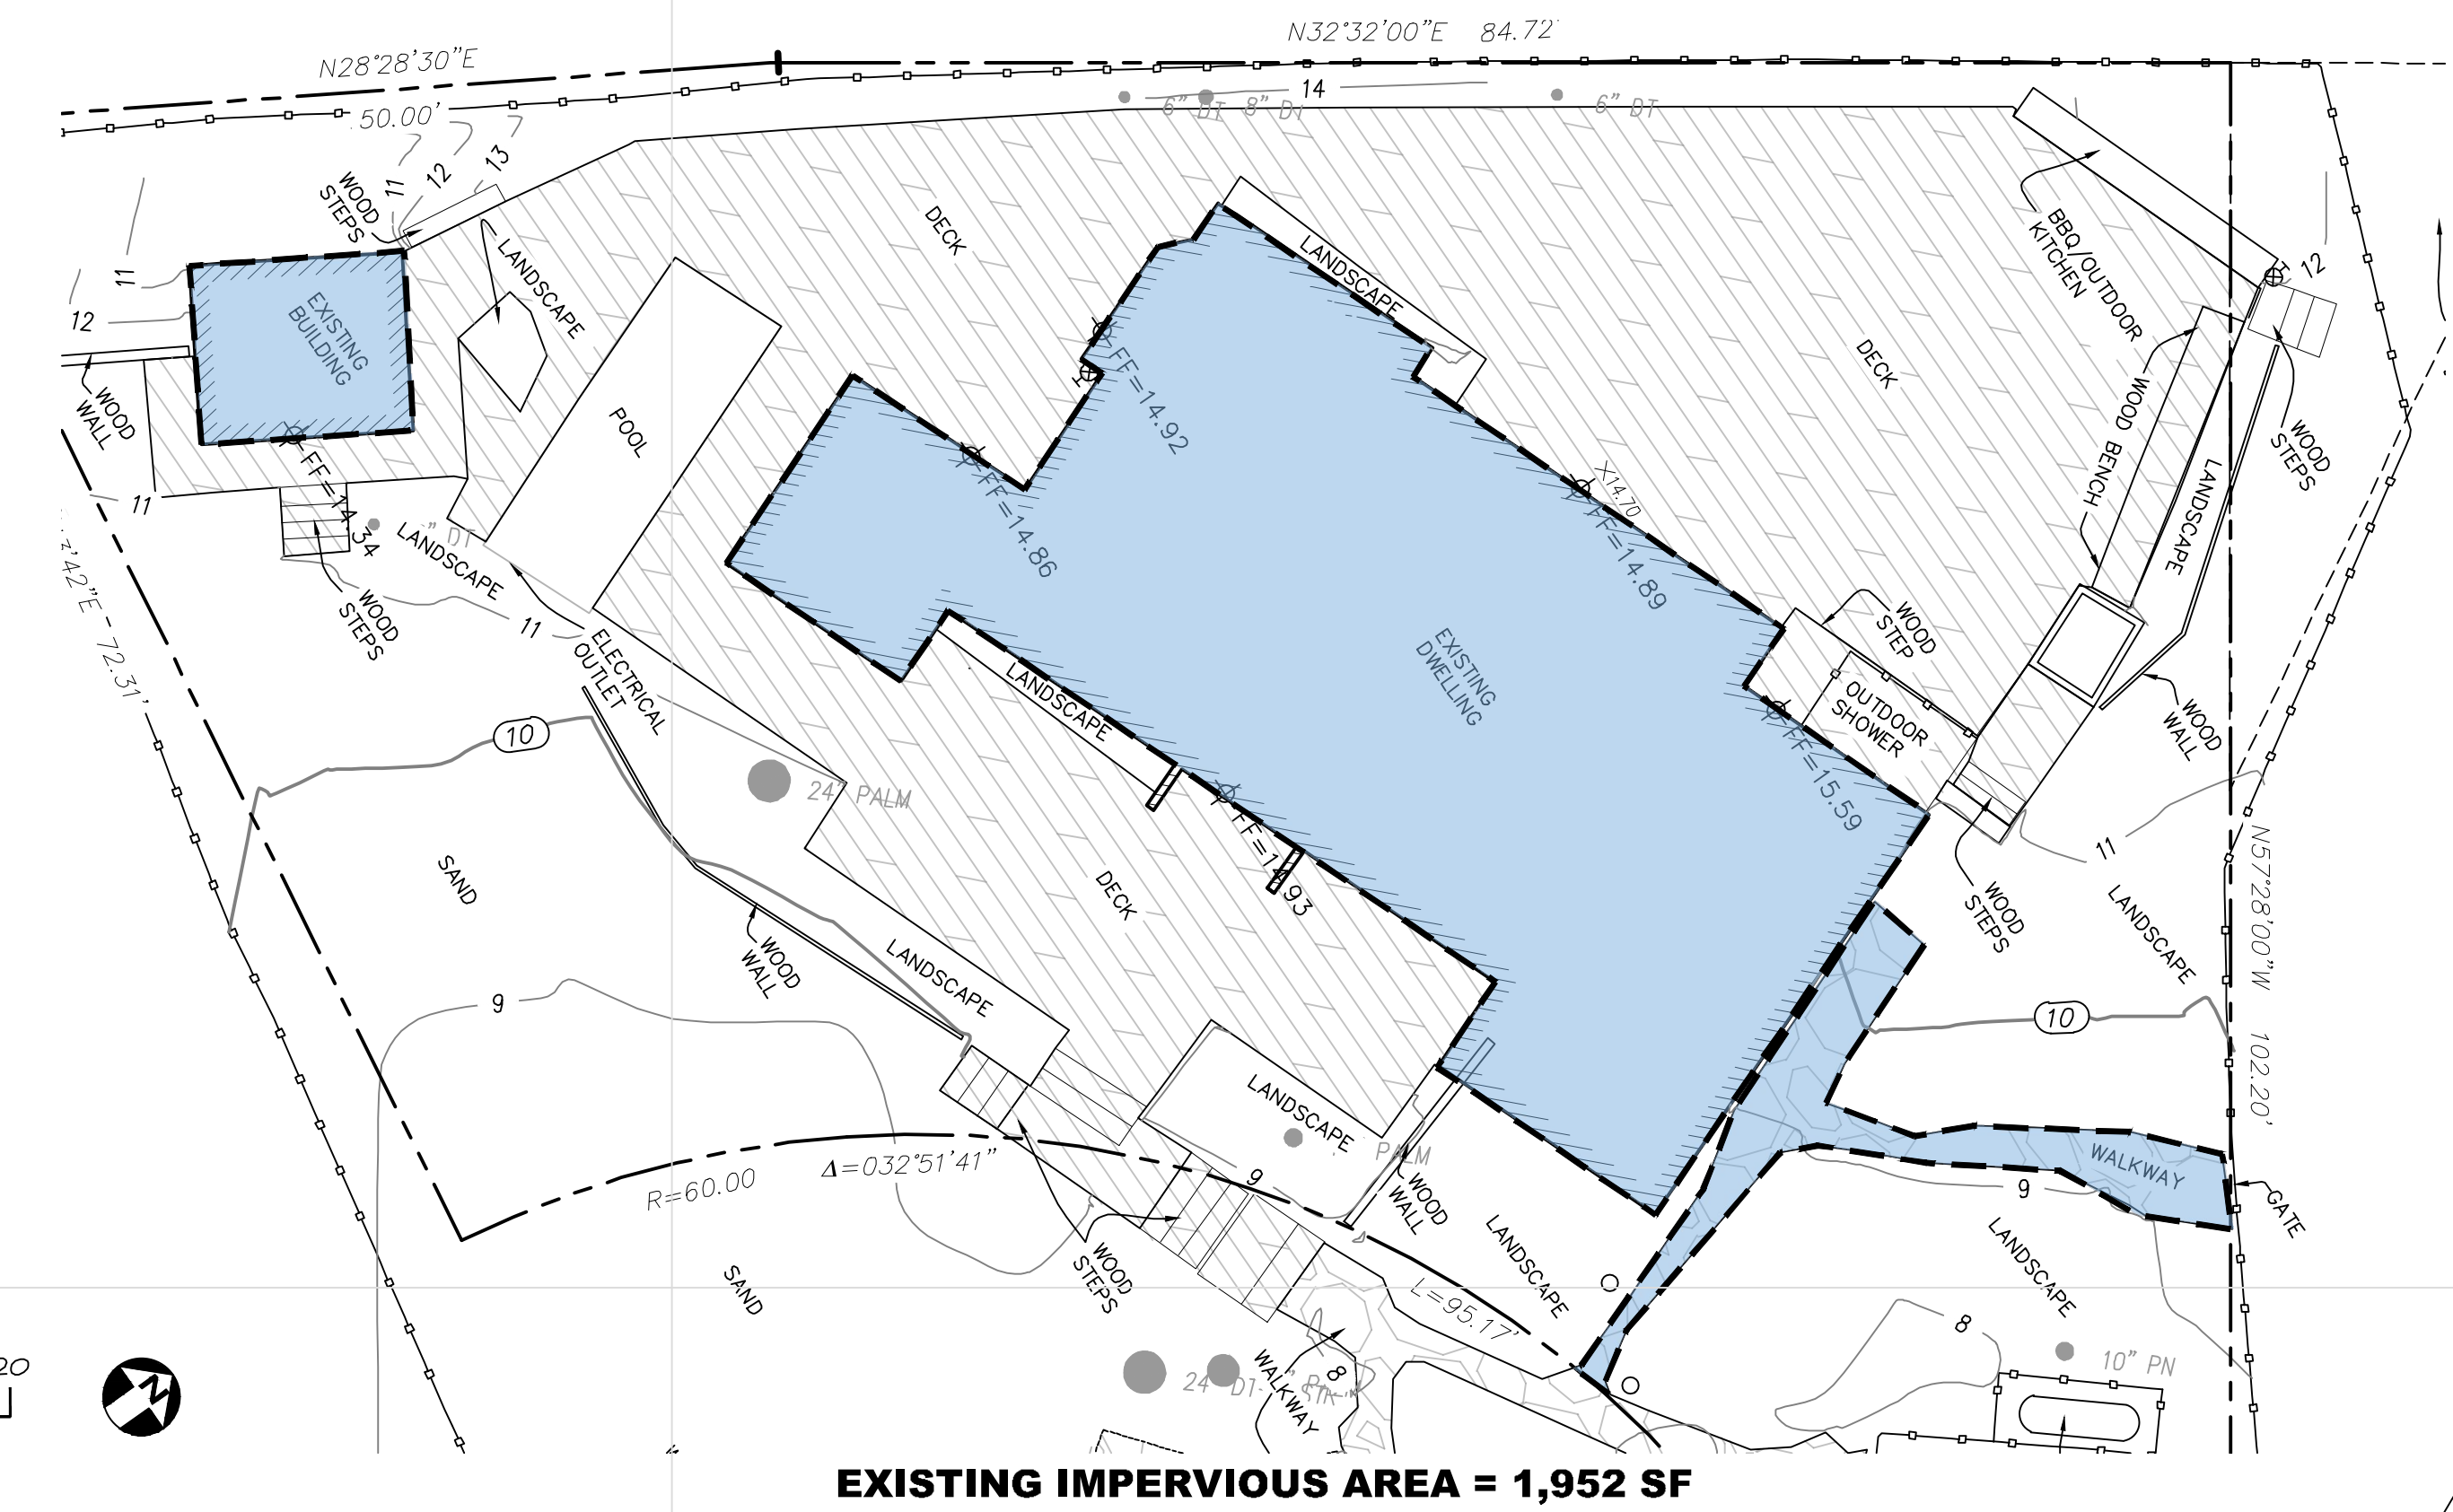 N32°32'00"E 84.72'
N28°28'30"E
50.00'
14
6" DT 8" DT
6" DT
11
12
13
WOOD
STEPS
LANDSCAPE
DECK
LANDSCAPE
BBQ/OUTDOOR
KITCHEN
12
11
12
EXISTING
BUILDING
WOOD
WALL
POOL
FF=14.92
DECK
WOOD BENCH
WOOD
STEPS
LANDSCAPE
11
FF=14.34
" DT
LANDSCAPE
FF=14.86
X14.70
FF=14.89
'42"E - 72.31'
WOOD
STEPS
11
ELECTRICAL
OUTLET
LANDSCAPE
EXISTING
DWELLING
WOOD
STEP
OUTDOOR
SHOWER
WOOD
WALL
10
24" PALM
FF=15.59
FF=14.93
11
N57°28'00"W 102.20'
SAND
DECK
WOOD
WALL
LANDSCAPE
WOOD
STEPS
LANDSCAPE
9
10
LANDSCAPE
PALM
R=60.00
Δ=032°51'41"
9
WOOD
WALL
WALKWAY
9
GATE
LANDSCAPE
LANDSCAPE
SAND
WOOD
STEPS
L=95.17'
8
WALKWAY
8
24" DT
10" PN
20
N
EXISTING IMPERVIOUS AREA = 1,952 SF